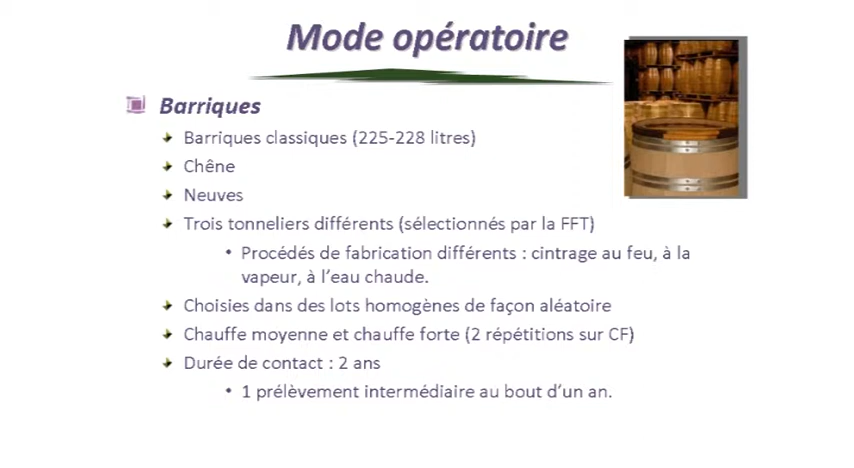 Mode opératoire
Barriques
Barriques classiques (225-228 litres)
Chêne
Neuves
Trois tonneliers différents (sélectionnés par la FFT)
Procédés de fabrication différents : cintrage au feu, à la
vapeur, à l'eau chaude.
Choisies dans des lots homogènes de façon aléatoire
Chauffe moyenne et chauffe forte (2 répétitions sur CF)
Durée de contact : 2 ans
1 prélèvement intermédiaire au bout d'un an.